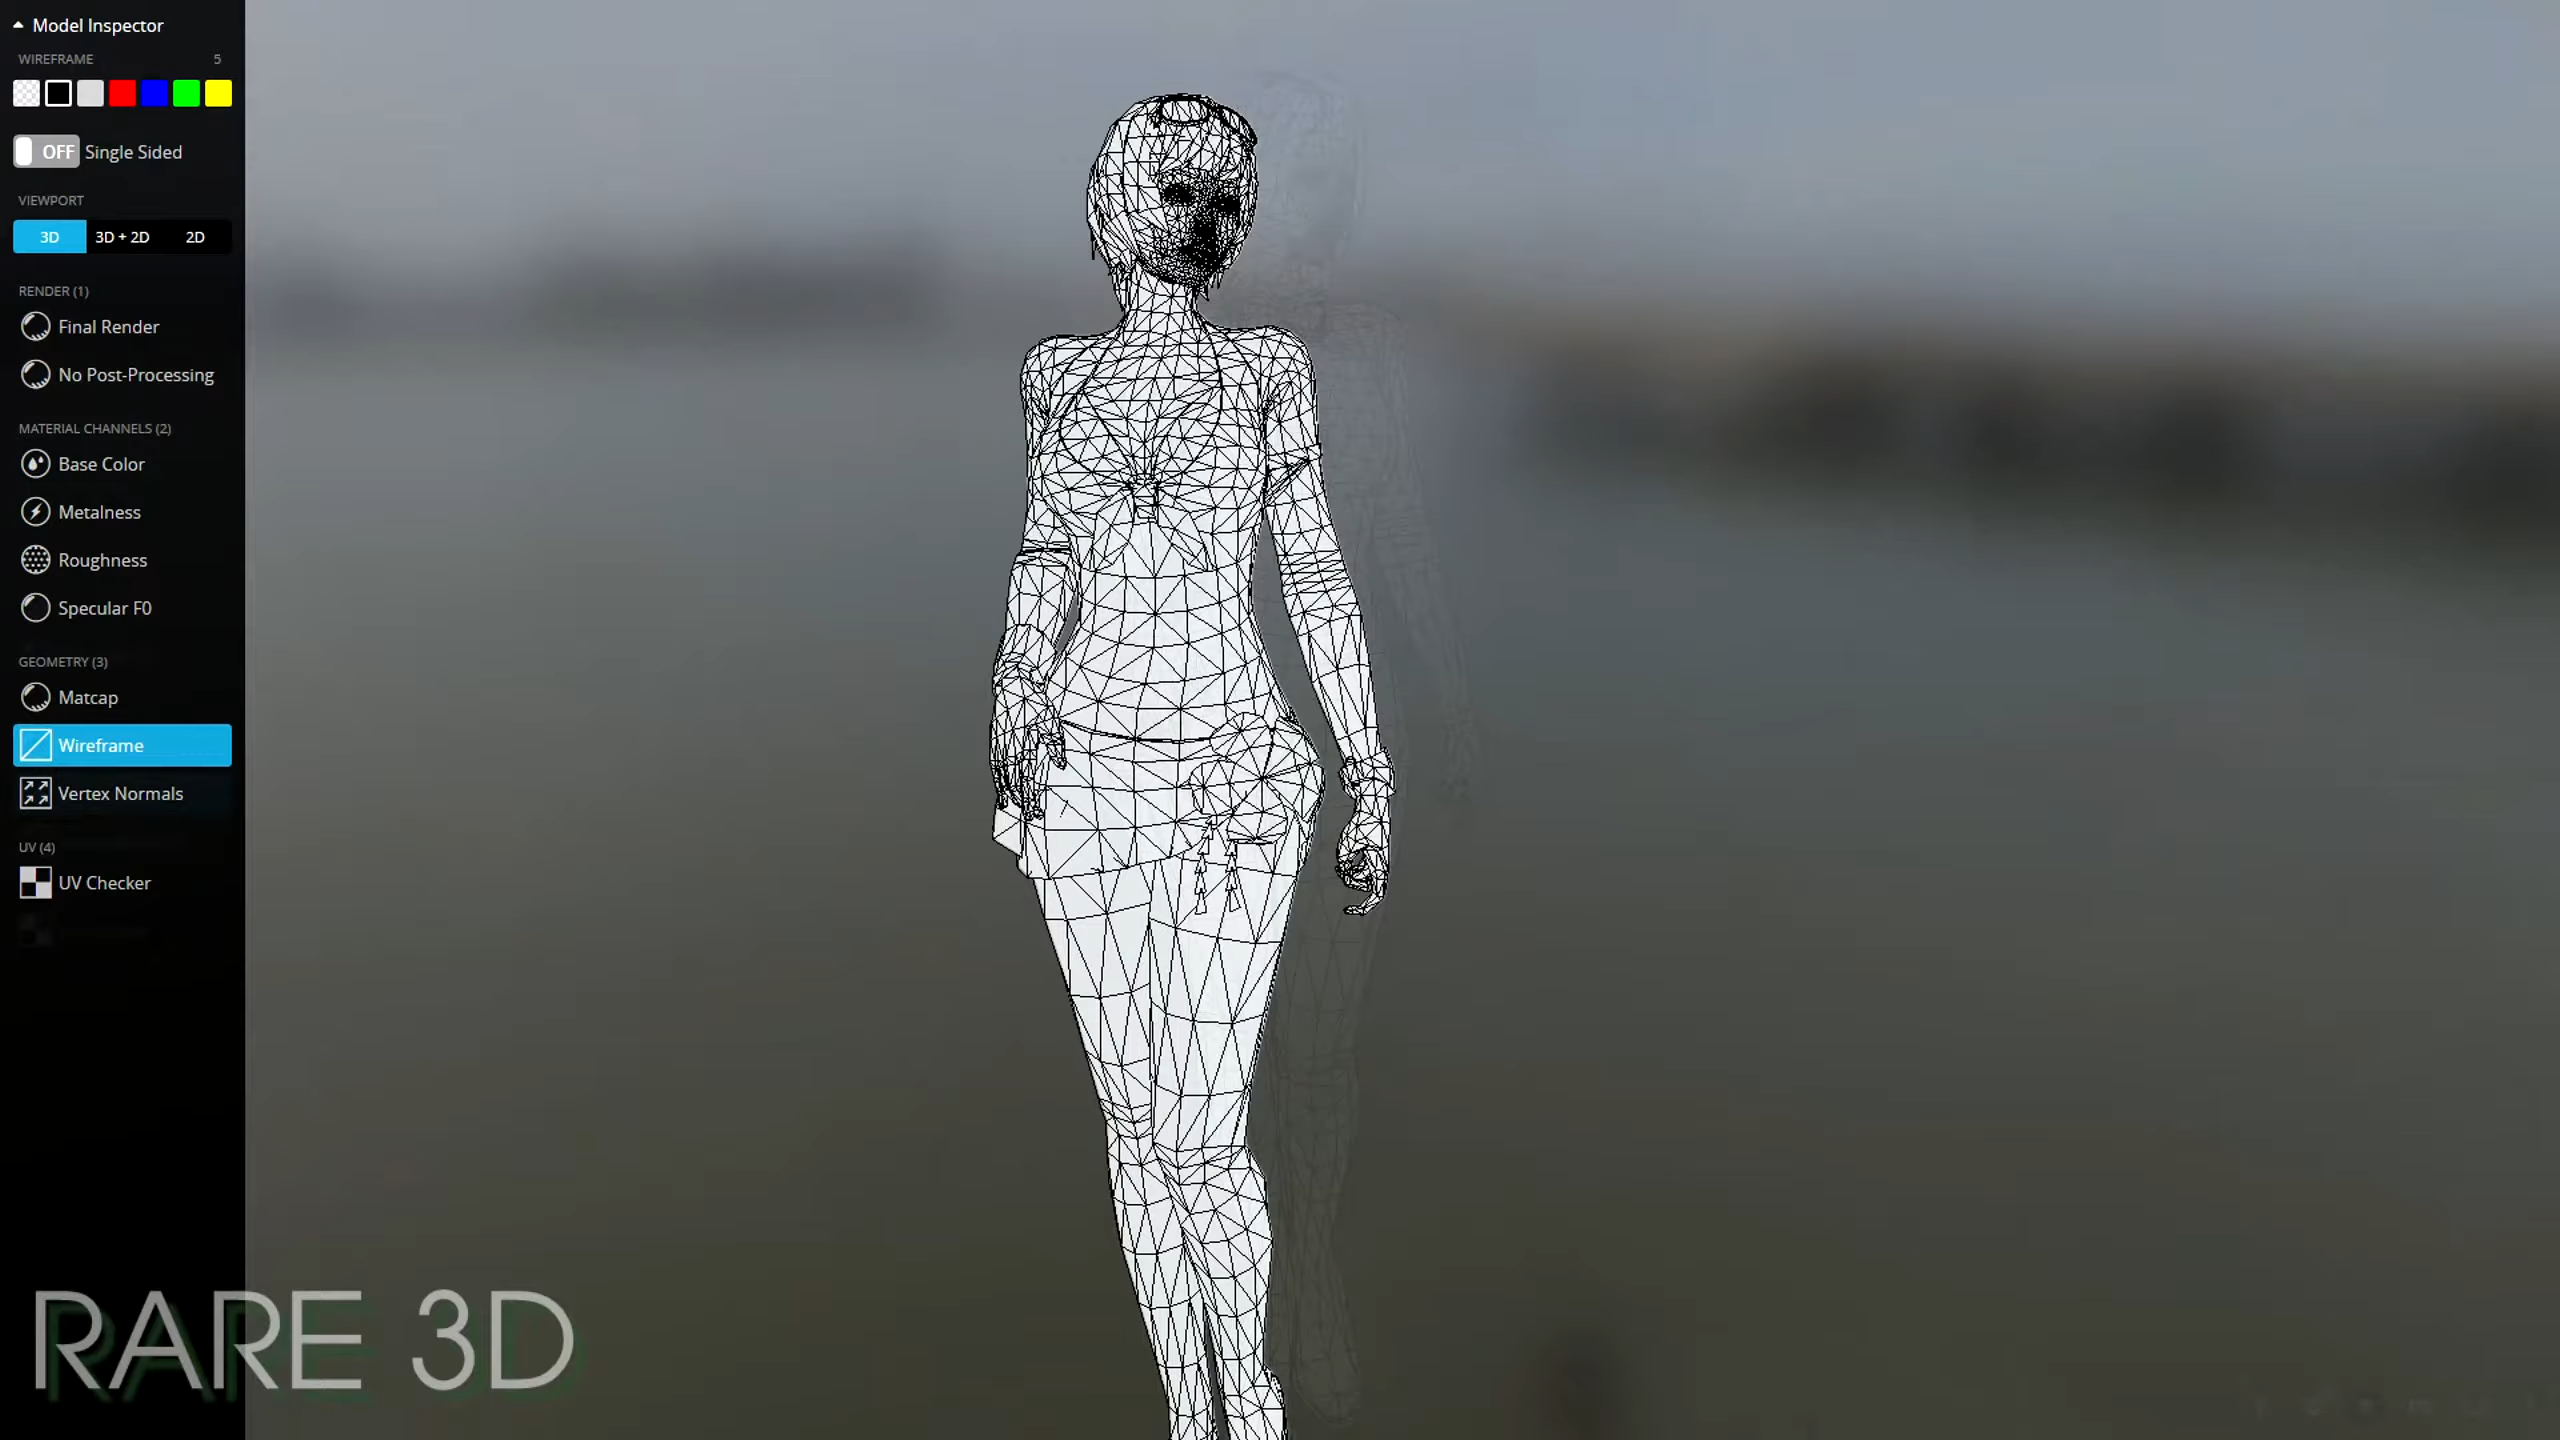 Model Inspector
WIREFRAME 5
OFF Single Sided
VIEWPORT
3D 3D + 2D 2D
RENDER (1)
Final Render
No Post-Processing
MATERIAL CHANNELS (2)
Base Color
Metalness
Roughness
Specular F0
GEOMETRY (3)
Matcap
Wireframe
Vertex Normals
UV (4)
UV Checker
RARE 3D